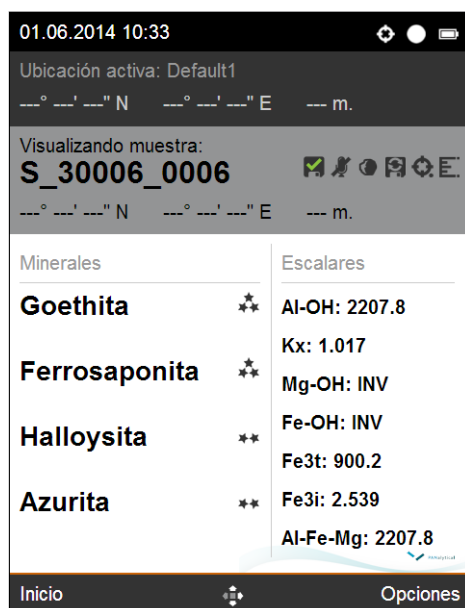 01.06.2014 10:33
Ubicación activa: Default1
---° ---' ---" N ---° ---' ---" E --- m.
Visualizando muestra:
S_30006_0006
---° ---' ---" N ---° ---' ---" E --- m.
Minerales
Goethita
Ferrosaponita
Halloysita
Azurita
Escalares
Al-OH: 2207.8
Kx: 1.017
Mg-OH: INV
Fe-OH: INV
Fe3t: 900.2
Fe3i: 2.539
Al-Fe-Mg: 2207.8
Inicio
Opciones